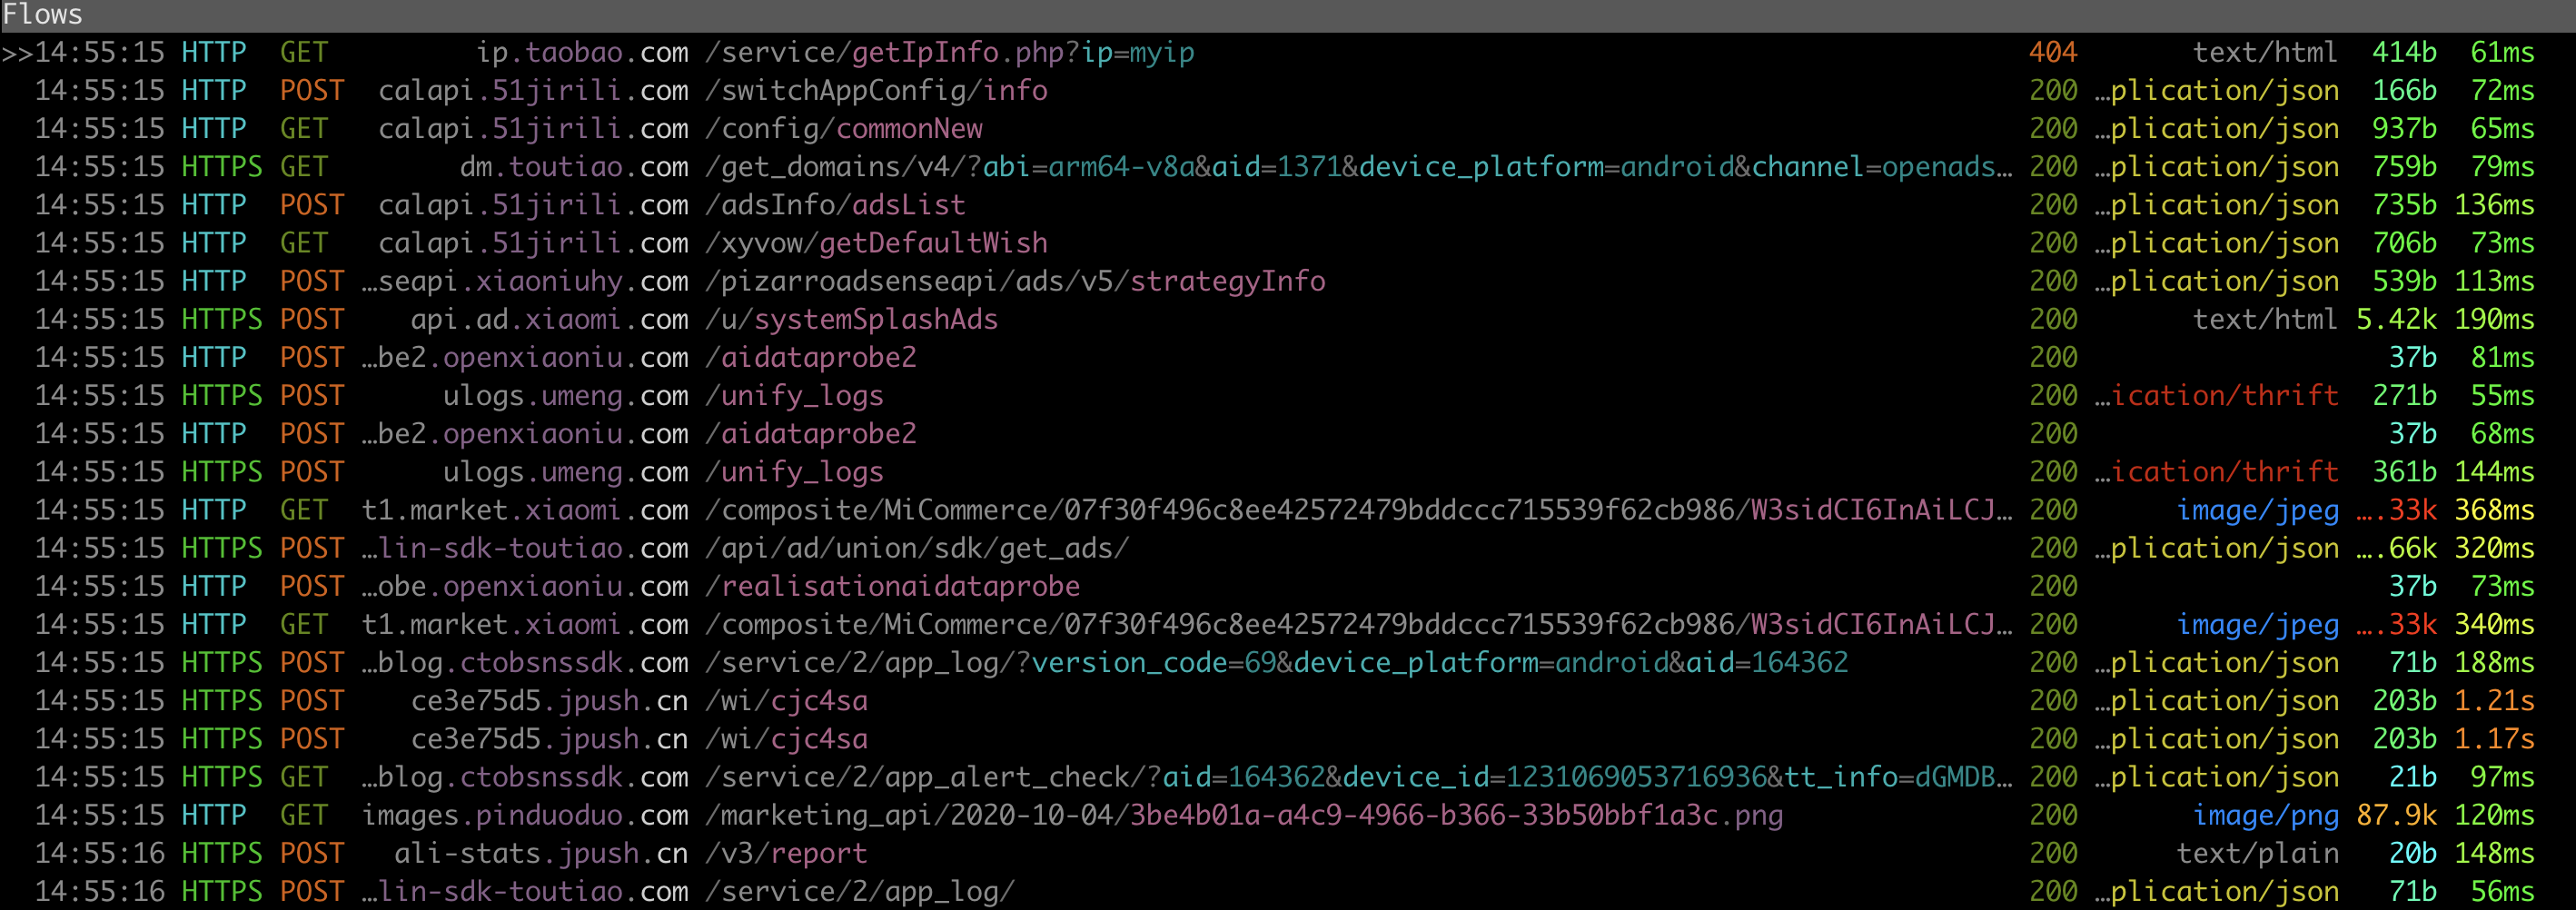 Flows
>>14:55:15 HTTP GET ip.taobao.com /service/getIpInfo.php?ip=myip 404 text/html 414b 61ms
14:55:15 HTTP POST calapi.51jirili.com /switchAppConfig/info 200 …plication/json 166b 72ms
14:55:15 HTTP GET calapi.51jirili.com /config/commonNew 200 …plication/json 937b 65ms
14:55:15 HTTPS GET dm.toutiao.com /get_domains/v4/?abi=arm64-v8a&aid=1371&device_platform=android&channel=openads… 200 …plication/json 759b 79ms
14:55:15 HTTP POST calapi.51jirili.com /adsInfo/adsList 200 …plication/json 735b 136ms
14:55:15 HTTP GET calapi.51jirili.com /xyvow/getDefaultWish 200 …plication/json 706b 73ms
14:55:15 HTTP POST …seapi.xiaoniuhy.com /pizarroadsenseapi/ads/v5/strategyInfo 200 …plication/json 539b 113ms
14:55:15 HTTPS POST api.ad.xiaomi.com /u/systemSplashAds 200 text/html 5.42k 190ms
14:55:15 HTTP POST …be2.openxiaoniu.com /aidataprobe2 200 37b 81ms
14:55:15 HTTPS POST ulogs.umeng.com /unify_logs 200 …ication/thrift 271b 55ms
14:55:15 HTTP POST …be2.openxiaoniu.com /aidataprobe2 200 37b 68ms
14:55:15 HTTPS POST ulogs.umeng.com /unify_logs 200 …ication/thrift 361b 144ms
14:55:15 HTTP GET t1.market.xiaomi.com /composite/MiCommerce/07f30f496c8ee42572479bddccc715539f62cb986/W3sidCI6InAiLCJ… 200 image/jpeg ….33k 368ms
14:55:15 HTTPS POST …lin-sdk-toutiao.com /api/ad/union/sdk/get_ads/ 200 …plication/json ….66k 320ms
14:55:15 HTTP POST …obe.openxiaoniu.com /realisationaidataprobe 200 37b 73ms
14:55:15 HTTP GET t1.market.xiaomi.com /composite/MiCommerce/07f30f496c8ee42572479bddccc715539f62cb986/W3sidCI6InAiLCJ… 200 image/jpeg ….33k 340ms
14:55:15 HTTPS POST …blog.ctobsnssdk.com /service/2/app_log/?version_code=69&device_platform=android&aid=164362 200 …plication/json 71b 188ms
14:55:15 HTTPS POST ce3e75d5.jpush.cn /wi/cjc4sa 200 …plication/json 203b 1.21s
14:55:15 HTTPS POST ce3e75d5.jpush.cn /wi/cjc4sa 200 …plication/json 203b 1.17s
14:55:15 HTTPS GET …blog.ctobsnssdk.com /service/2/app_alert_check/?aid=164362&device_id=1231069053716936&tt_info=dGMDB… 200 …plication/json 21b 97ms
14:55:15 HTTP GET images.pinduoduo.com /marketing_api/2020-10-04/3be4b01a-a4c9-4966-b366-33b50bbf1a3c.png 200 image/png 87.9k 120ms
14:55:16 HTTPS POST ali-stats.jpush.cn /v3/report 200 text/plain 20b 148ms
14:55:16 HTTPS POST …lin-sdk-toutiao.com /service/2/app_log/ 200 …plication/json 71b 56ms